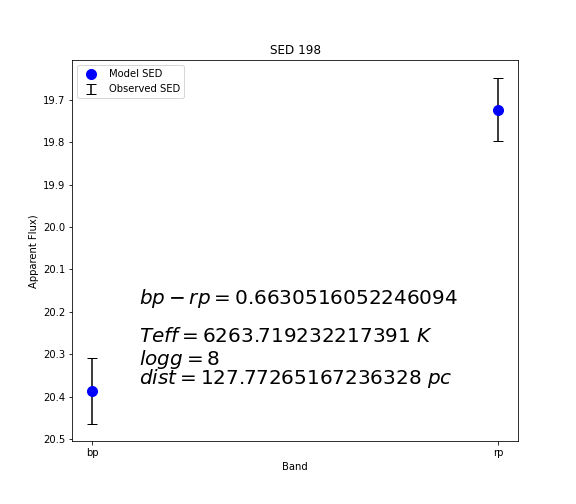 SED 198
Model SED
Observed SED
19.7
19.8
19.9
20.0
20.1
20.2
20.3
20.4
20.5
Apparent Flux)
bp − rp = 0.6630516052246094
Teff = 6263.719232217391 K
logg = 8
dist = 127.77265167236328 pc
bp
rp
Band